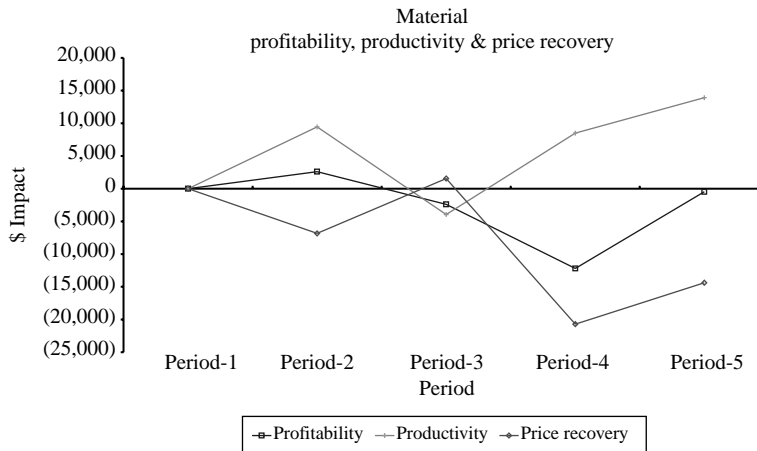 Material
profitability, productivity & price recovery
20,000
15,000
10,000
5,000
0
(5,000)
(10,000)
(15,000)
(20,000)
(25,000)
$ Impact
Period-1 Period-2 Period-3 Period-4 Period-5
Period
Profitability Productivity Price recovery